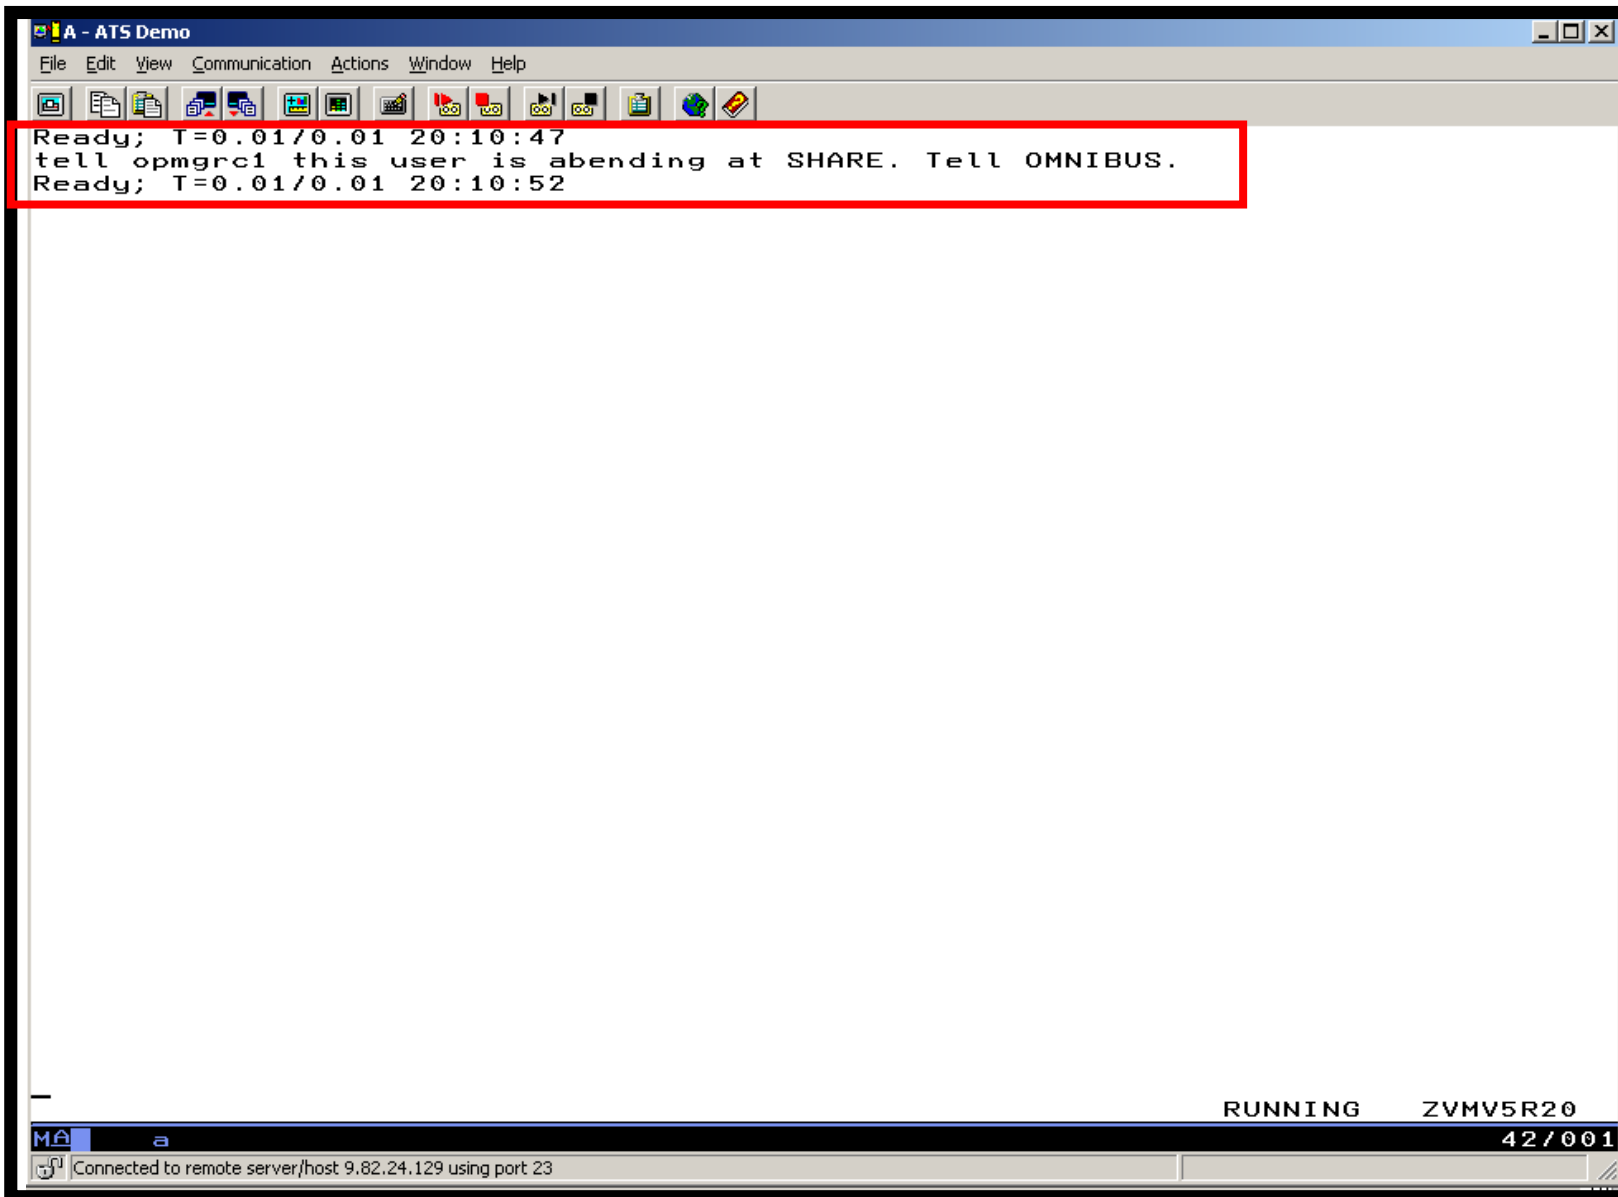 A - ATS Demo
File Edit View Communication Actions Window Help
Ready; T=0.01/0.01 20:10:47
tell opmgrc1 this user is abending at SHARE. Tell OMNIBUS.
Ready; T=0.01/0.01 20:10:52
RUNNING ZVMV5R20
MA a 42/001
Connected to remote server/host 9.82.24.129 using port 23